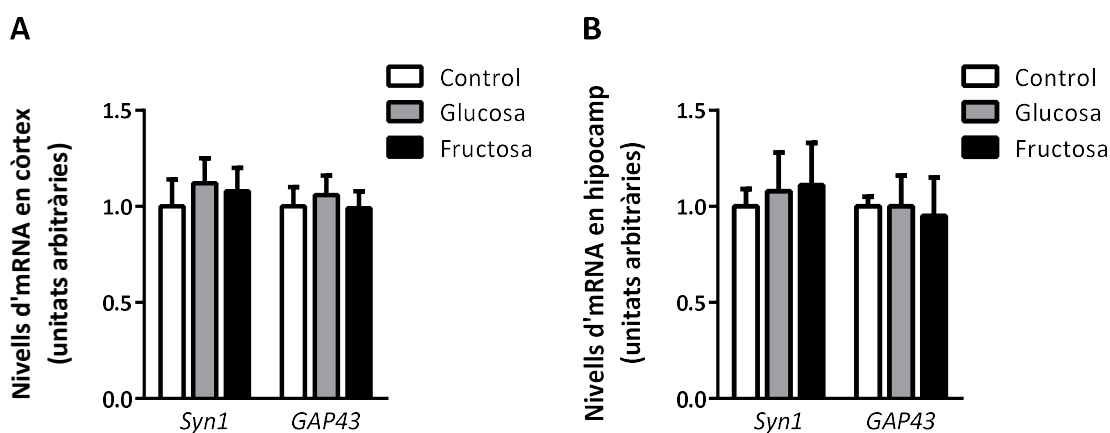 A
Nivells d'mRNA en còrtex
(unitats arbitràries)
1.5
1.0
0.5
0.0
Control
Glucosa
Fructosa
Syn1
GAP43
B
Nivells d'mRNA en hipocamp
(unitats arbitràries)
1.5
1.0
0.5
0.0
Control
Glucosa
Fructosa
Syn1
GAP43